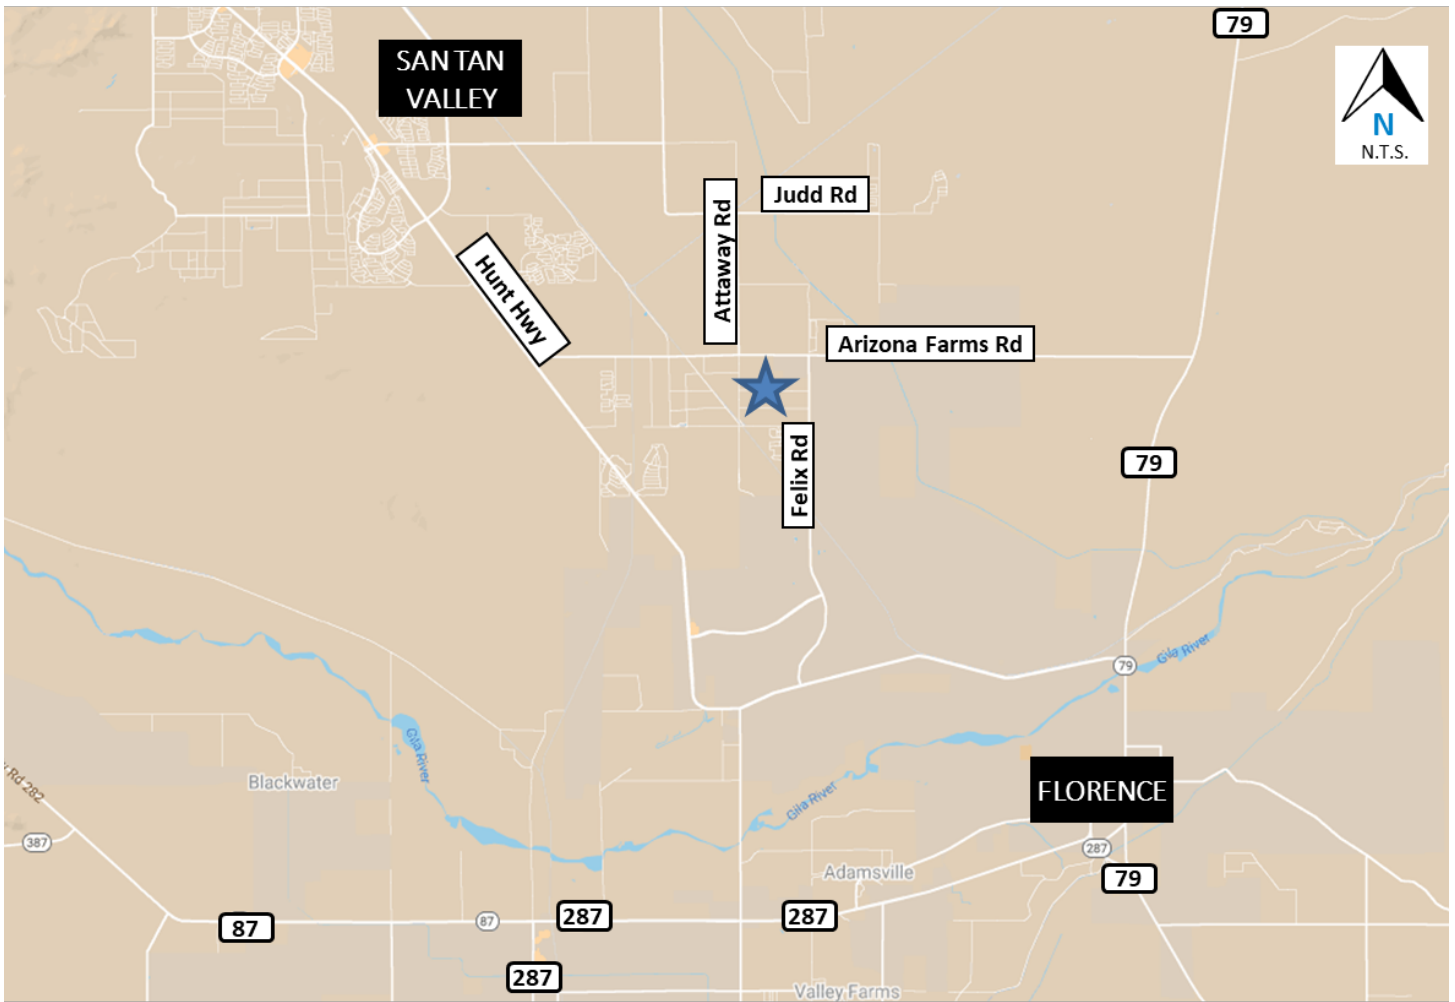 79
SAN TAN
VALLEY
N
N.T.S.
Judd Rd
Attaway Rd
Hunt Hwy
Arizona Farms Rd
79
Felix Rd
Gila River
79
Gila River
Rd 282
Blackwater
Gila River
FLORENCE
387
287
Adamsville
79
87
87
287
287
287
Valley Farms